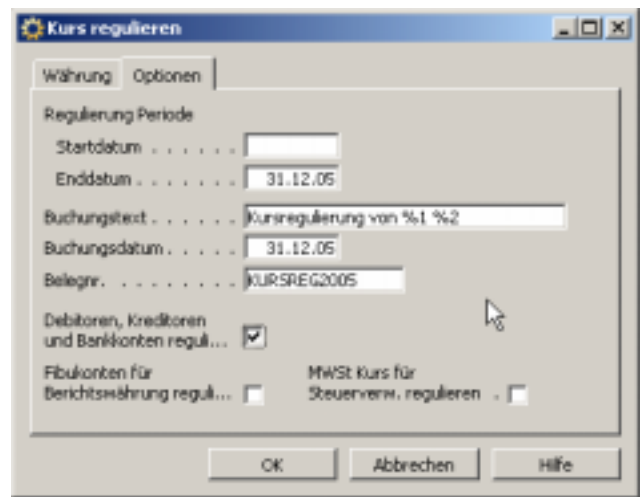 Kurs regulieren
Währung Optionen
Regulierung Periode
Startdatum . . . . . .
Enddatum . . . . . . 31.12.05
Buchungstext . . . . . . Kursregulierung von %1 %2
Buchungsdatum . . . . . 31.12.05
Belegnr. . . . . . . . . KURSREG2005
Debitoren, Kreditoren
und Bankkonten reguli...
Fibukonten für MWSt Kurs für
Berichtswährung reguli... Steuerverw. regulieren .
OK Abbrechen Hilfe